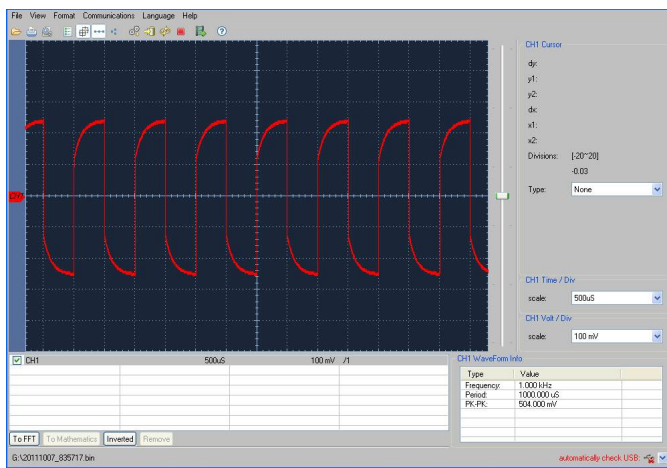 File View Format Communications Language Help
CH1 Cursor
dy:
y1:
y2:
dx:
x1:
x2:
Divisions: [-20~20]
-0.03
Type: None
CH1 Time / Div
scale: 500uS
CH1 Volt / Div
scale: 100 mV
CH1 500uS 100 mV /1
CH1 WaveForm Info
Type Value
Frequency: 1.000 kHz
Period: 1000.000 uS
PK-PK: 504.000 mV
To FFT To Mathematics Inverted Remove
G:\20111007_835717.bin
automatically check USB: